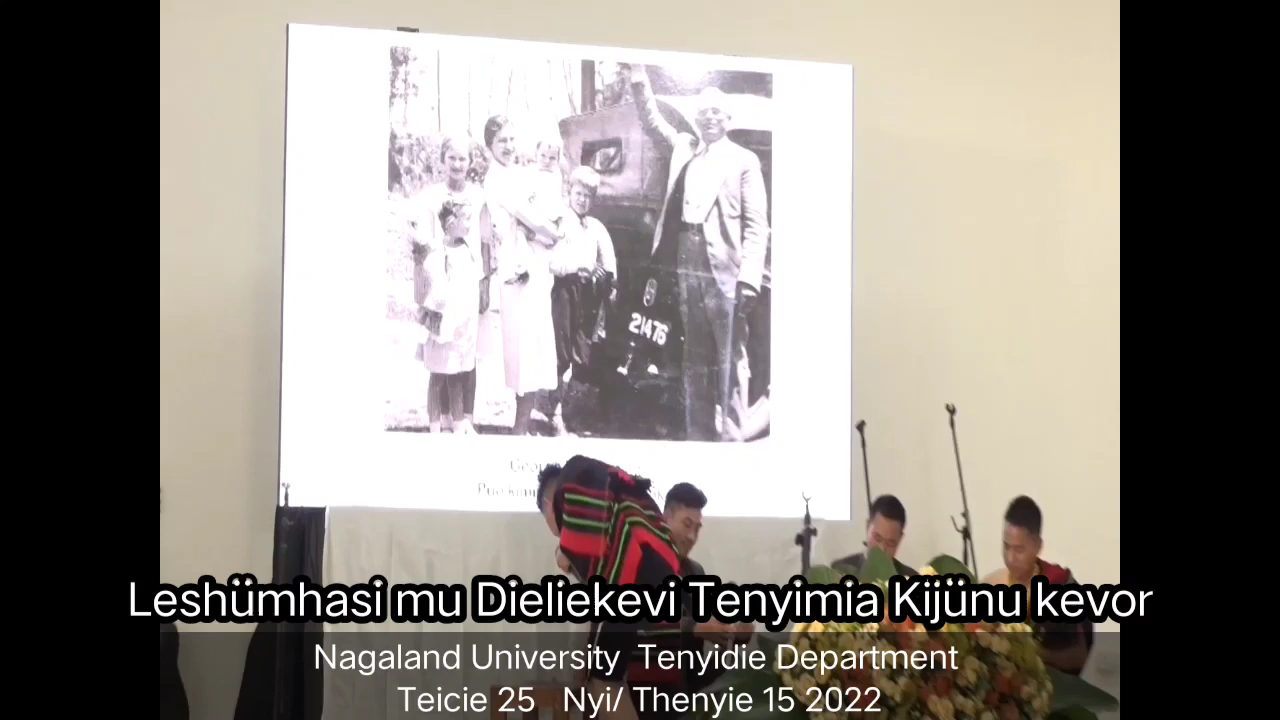 21476
Leshümhasi mu Dieliekevi Tenyimia Kijünu kevor
Nagaland University Tenyidie Department
Teicie 25 Nyi/ Thenyie 15 2022